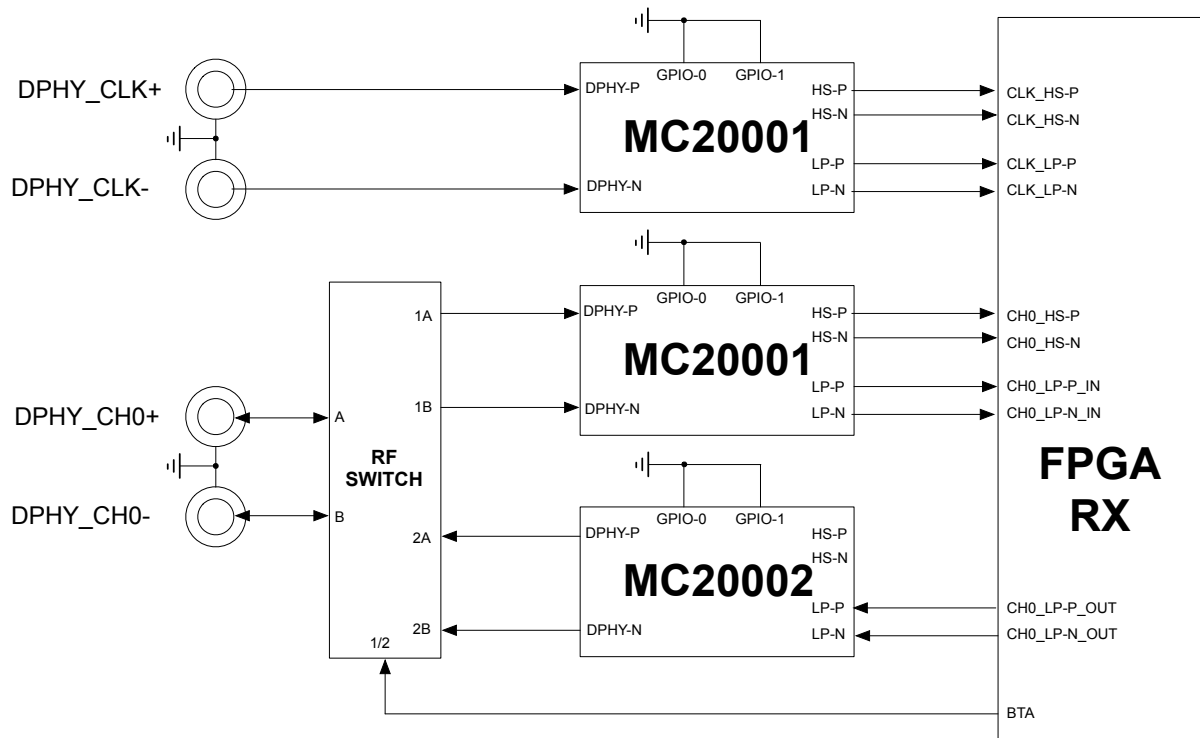 DPHY_CLK+
DPHY_CLK-
GPIO-0 GPIO-1
DPHY-P
DPHY-N
MC20001
HS-P
HS-N
LP-P
LP-N
CLK_HS-P
CLK_HS-N
CLK_LP-P
CLK_LP-N
DPHY_CH0+
DPHY_CH0-
A
B
RF
SWITCH
1A
1B
2A
2B
1/2
GPIO-0 GPIO-1
DPHY-P
DPHY-N
MC20001
HS-P
HS-N
LP-P
LP-N
CH0_HS-P
CH0_HS-N
CH0_LP-P_IN
CH0_LP-N_IN
GPIO-0 GPIO-1
DPHY-P
DPHY-N
MC20002
HS-P
HS-N
LP-P
LP-N
FPGA
RX
CH0_LP-P_OUT
CH0_LP-N_OUT
BTA